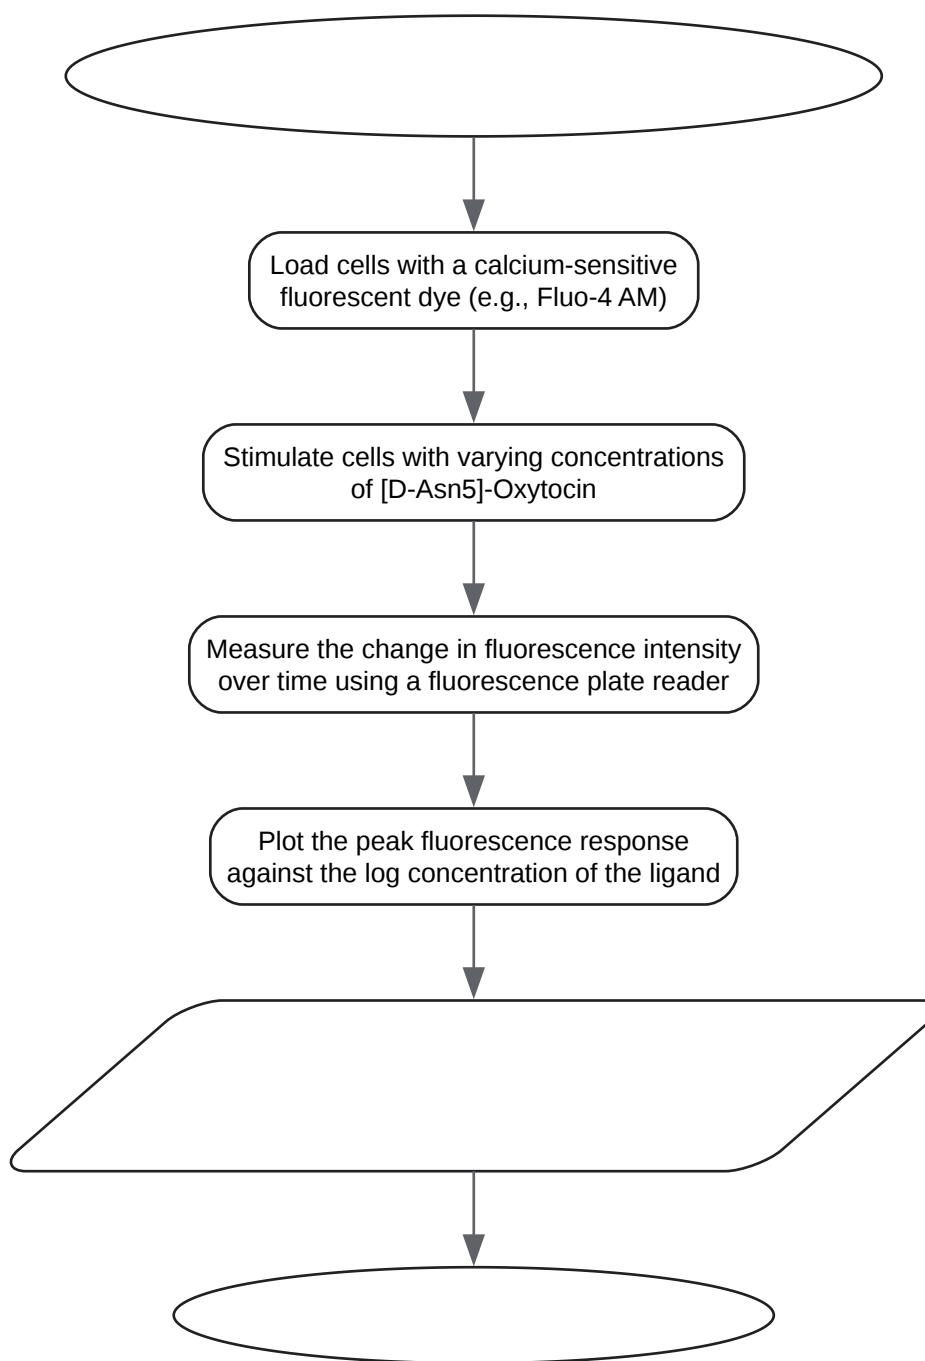 Load cells with a calcium-sensitive
fluorescent dye (e.g., Fluo-4 AM)
Stimulate cells with varying concentrations
of [D-Asn5]-Oxytocin
Measure the change in fluorescence intensity
over time using a fluorescence plate reader
Plot the peak fluorescence response
against the log concentration of the ligand